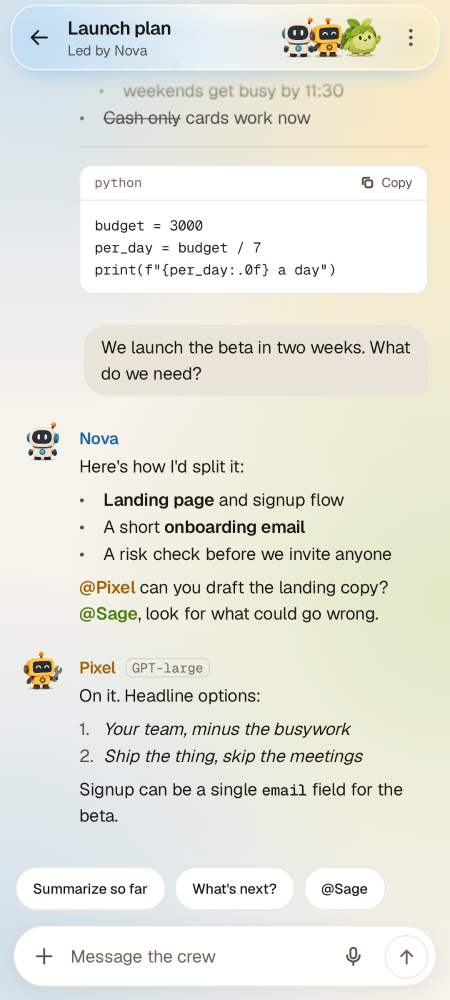 Launch plan
Led by Nova
weekends get busy by 11:30
Cash only cards work now
python
Copy
budget = 3000
per_day = budget / 7
print(f"{per_day:.0f} a day")
We launch the beta in two weeks. What
do we need?
Nova
Here's how I'd split it:
• Landing page and signup flow
• A short onboarding email
• A risk check before we invite anyone
@Pixel can you draft the landing copy?
@Sage, look for what could go wrong.
Pixel GPT-large
On it. Headline options:
1. Your team, minus the busywork
2. Ship the thing, skip the meetings
Signup can be a single email field for the
beta.
Summarize so far
What's next?
@Sage
Message the crew